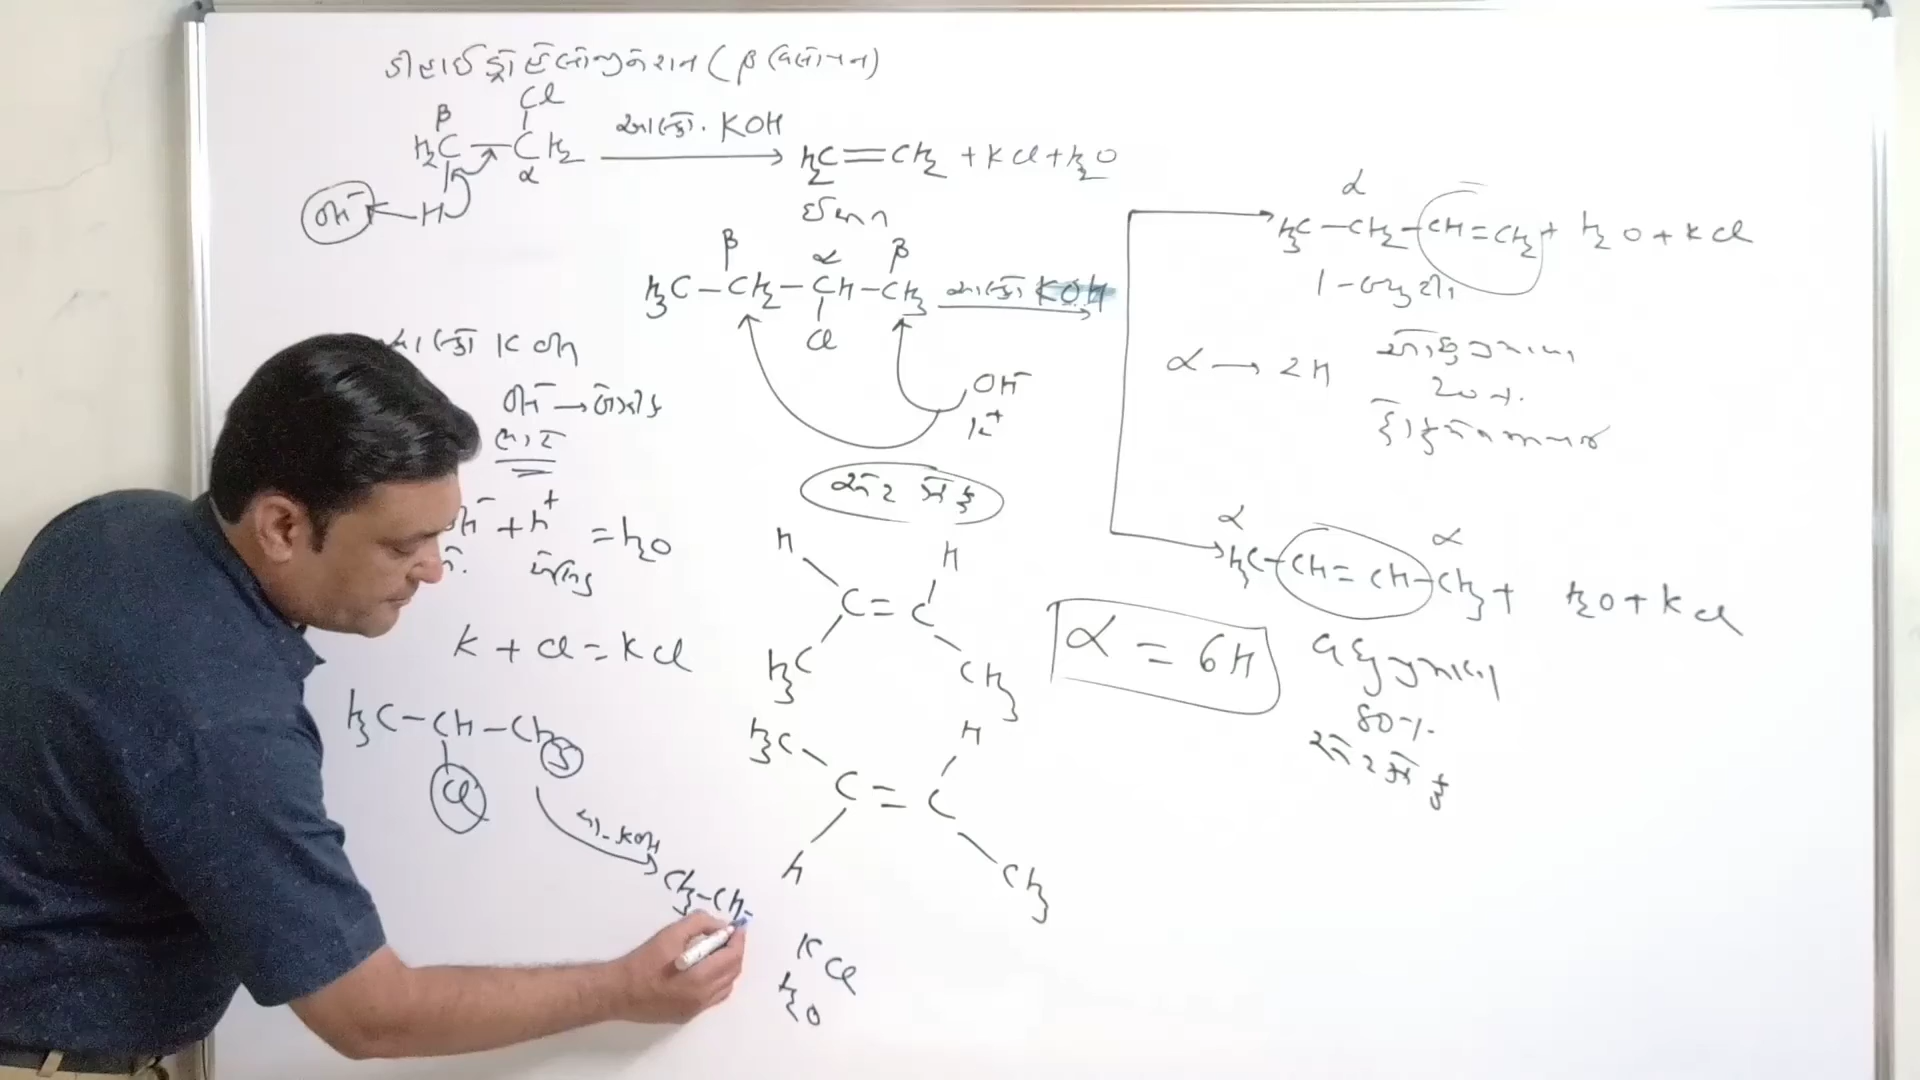 ડીહાઈડ્રોહેલોજીનેશન (β વિલોપન)
β Cl
H₂C – CH₂ આલ્કો. KOH → H₂C = CH₂ + KCl + H₂O
α
OH⁻ ← H
ઈથીન
β α β
H₃C – CH₂ – CH – CH₃ આલ્કો KOH
Cl
OH⁻
K⁺
α
H₃C – CH₂ – CH = CH₂ + H₂O + KCl
α → 2H
20%
α α
H₃C – CH = CH – CH₃ + H₂O + KCl
α = 6H
80%
સેત્ઝેફ
આલ્કો KOH
OH⁻ → બેઝીક
+ H⁺ = H₂O
K + Cl = KCl
H₃C – CH – CH₃
Cl
આ. KOH
CH₃ – CH =
સેત્ઝેફ
H H
C = C
H₃C CH₃
H₃C H
C = C
H CH₃
KCl
H₂O